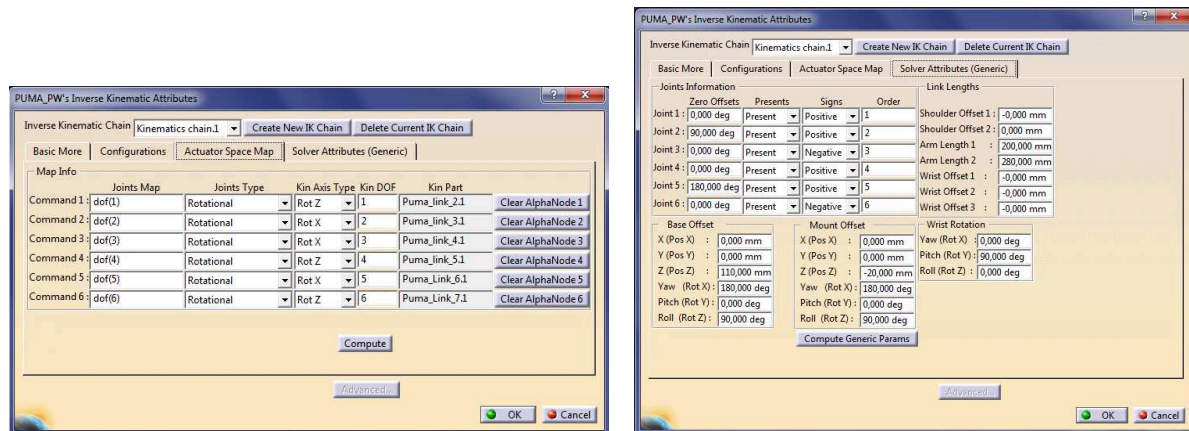 PUMA_PW's Inverse Kinematic Attributes
Inverse Kinematic Chain Kinematics chain.1 Create New IK Chain Delete Current IK Chain
Basic More Configurations Actuator Space Map Solver Attributes (Generic)
Map Info
Joints Map Joints Type Kin Axis Type Kin DOF Kin Part
Command 1 : dof(1) Rotational Rot Z 1 Puma_link_2.1 Clear AlphaNode 1
Command 2 : dof(2) Rotational Rot X 2 Puma_link_3.1 Clear AlphaNode 2
Command 3 : dof(3) Rotational Rot X 3 Puma_link_4.1 Clear AlphaNode 3
Command 4 : dof(4) Rotational Rot Z 4 Puma_link_5.1 Clear AlphaNode 4
Command 5 : dof(5) Rotational Rot X 5 Puma_Link_6.1 Clear AlphaNode 5
Command 6 : dof(6) Rotational Rot Z 6 Puma_Link_7.1 Clear AlphaNode 6
Compute
Advanced...
OK Cancel
PUMA_PW's Inverse Kinematic Attributes
Inverse Kinematic Chain Kinematics chain.1 Create New IK Chain Delete Current IK Chain
Basic More Configurations Actuator Space Map Solver Attributes (Generic)
Joints Information
Zero Offsets Presents Signs Order
Joint 1 : 0,000 deg Present Positive 1
Joint 2 : 90,000 deg Present Positive 2
Joint 3 : 0,000 deg Present Negative 3
Joint 4 : 0,000 deg Present Positive 4
Joint 5 : 180,000 deg Present Positive 5
Joint 6 : 0,000 deg Present Negative 6
Link Lengths
Shoulder Offset 1 : -0,000 mm
Shoulder Offset 2 : 0,000 mm
Arm Length 1 : 200,000 mm
Arm Length 2 : 280,000 mm
Wrist Offset 1 : -0,000 mm
Wrist Offset 2 : -0,000 mm
Wrist Offset 3 : -0,000 mm
Base Offset
X (Pos X) : 0,000 mm
Y (Pos Y) : 0,000 mm
Z (Pos Z) : 110,000 mm
Yaw (Rot X) : 180,000 deg
Pitch (Rot Y) : 0,000 deg
Roll (Rot Z) : 90,000 deg
Mount Offset
X (Pos X) : 0,000 mm
Y (Pos Y) : 0,000 mm
Z (Pos Z) : -20,000 mm
Yaw (Rot X) : 180,000 deg
Pitch (Rot Y) : 0,000 deg
Roll (Rot Z) : 90,000 deg
Wrist Rotation
Yaw (Rot X) : 0,000 deg
Pitch (Rot Y) : 90,000 deg
Roll (Rot Z) : 0,000 deg
Compute Generic Params
Advanced...
OK Cancel